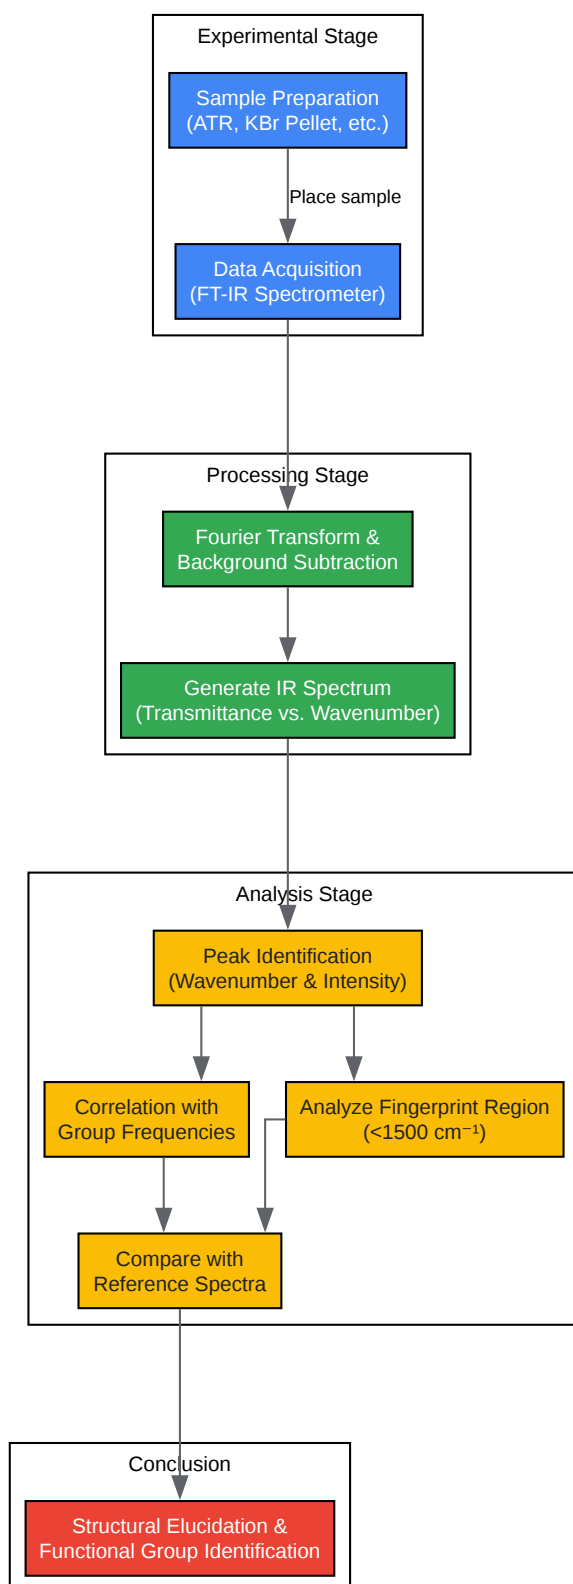 Experimental Stage
Sample Preparation
(ATR, KBr Pellet, etc.)
Place sample
Data Acquisition
(FT-IR Spectrometer)
Processing Stage
Fourier Transform &
Background Subtraction
Generate IR Spectrum
(Transmittance vs. Wavenumber)
Analysis Stage
Peak Identification
(Wavenumber & Intensity)
Correlation with
Group Frequencies
Analyze Fingerprint Region
(<1500 cm⁻¹)
Compare with
Reference Spectra
Conclusion
Structural Elucidation &
Functional Group Identification